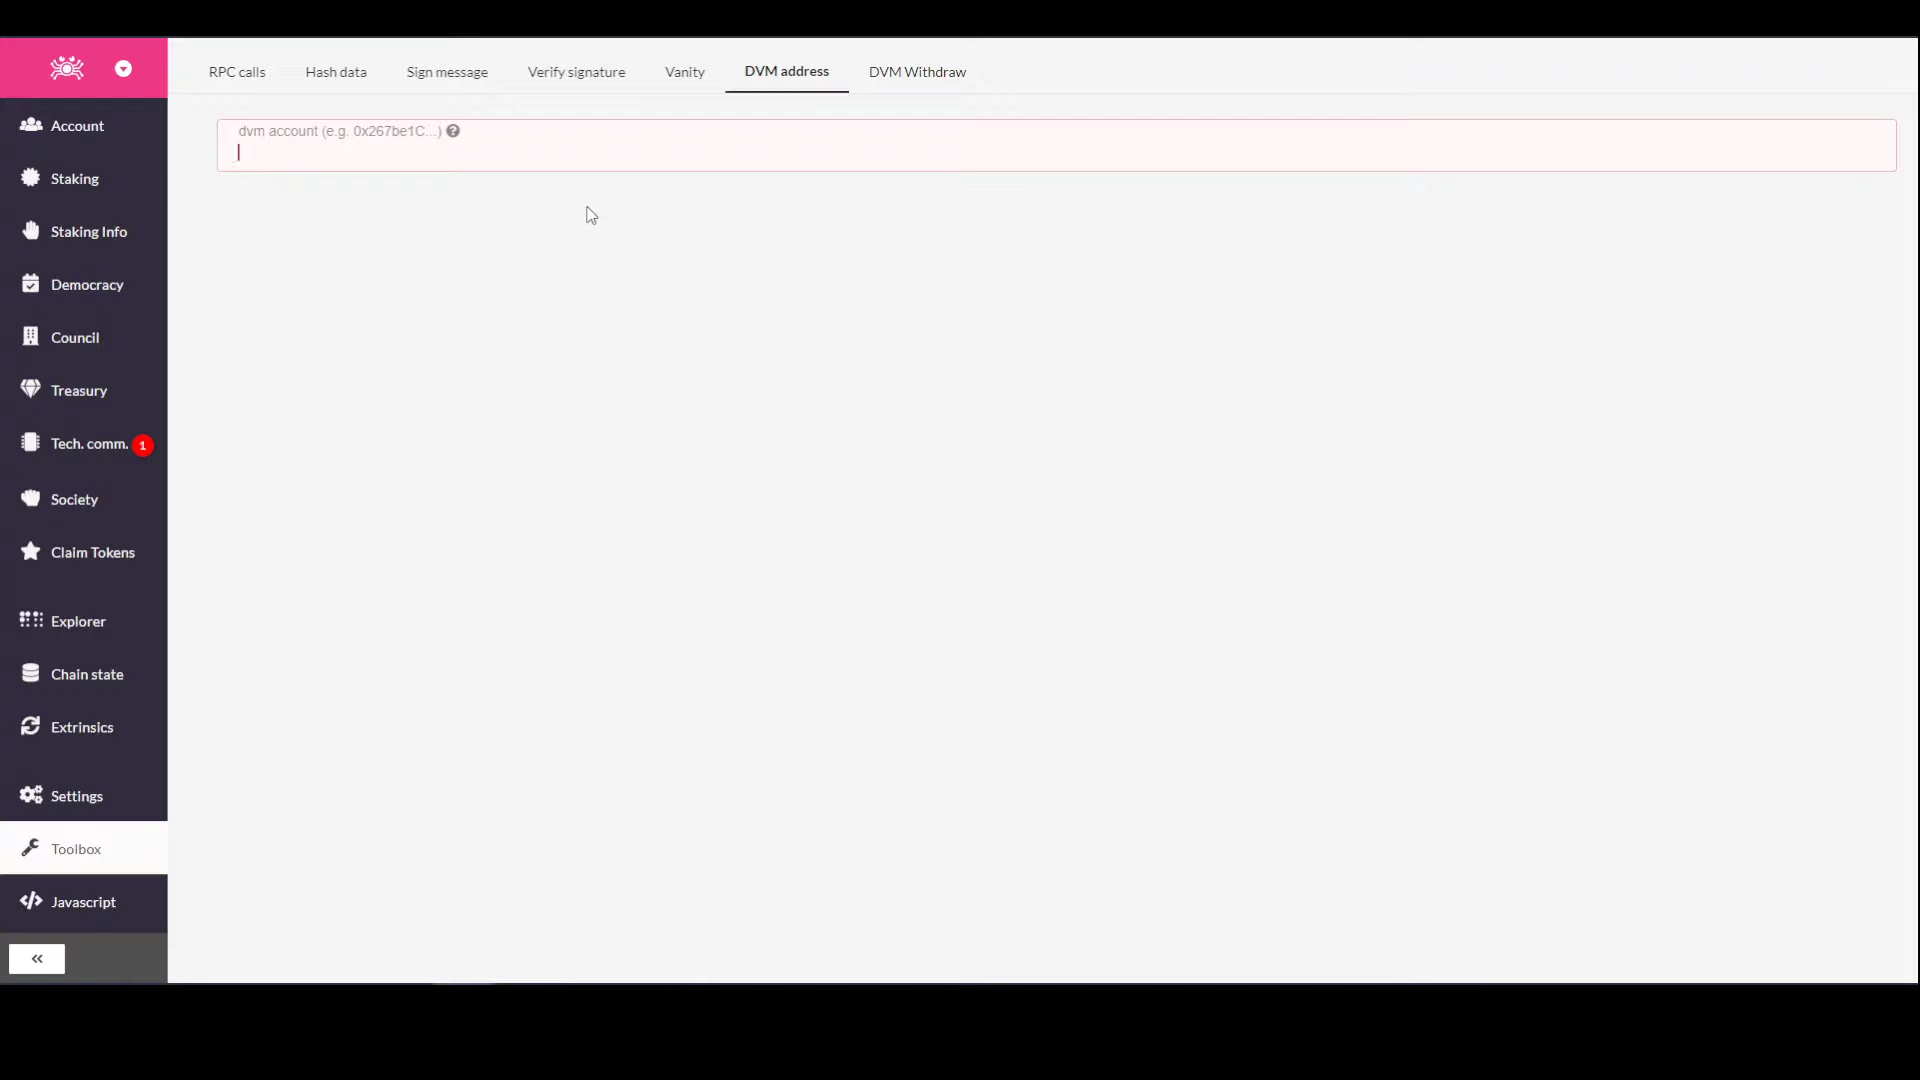 RPC calls
Hash data
Sign message
Verify signature
Vanity
DVM address
DVM Withdraw
dvm account (e.g. 0x267be1C...)
Account
Staking
Staking Info
Democracy
Council
Treasury
Tech. comm. 1
Society
Claim Tokens
Explorer
Chain state
Extrinsics
Settings
Toolbox
Javascript